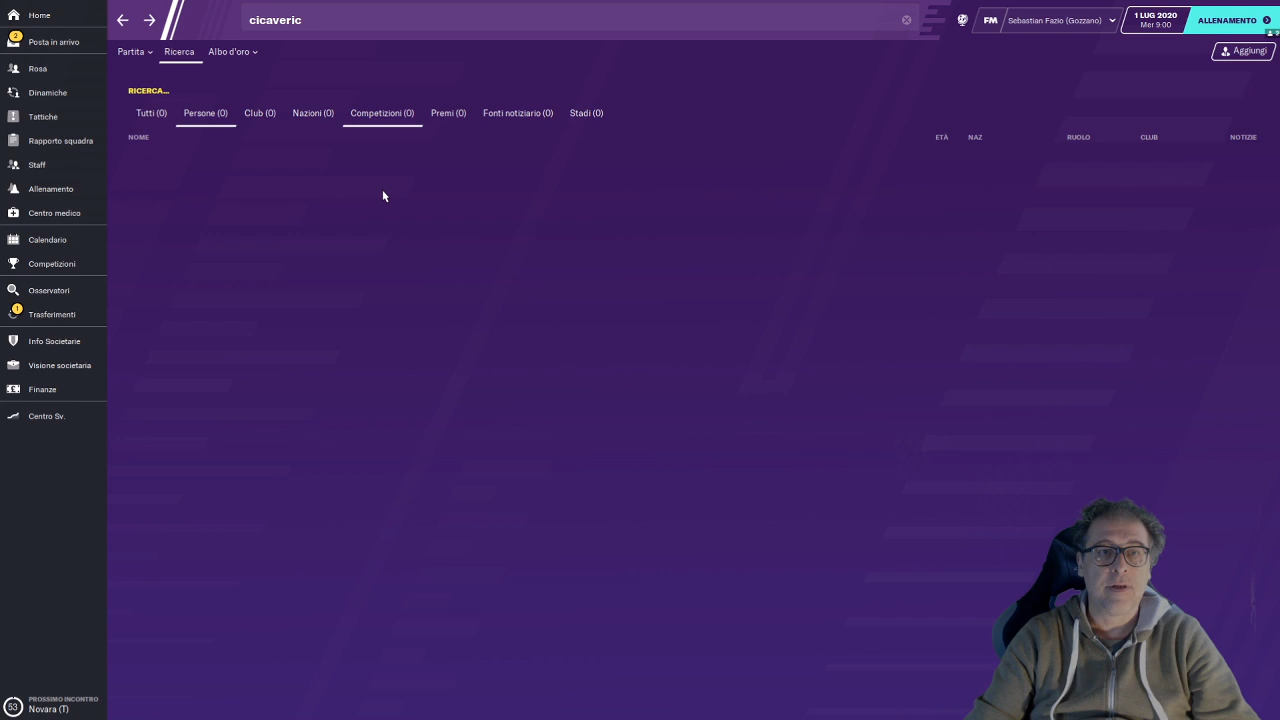 cicaveric
FM
Sebastian Fazio (Gozzano)
1 LUG 2020
Mer 9:00
ALLENAMENTO
Partita
Ricerca
Albo d'oro
Aggiungi
RICERCA...
Tutti (0)
Persone (0)
Club (0)
Nazioni (0)
Competizioni (0)
Premi (0)
Fonti notiziario (0)
Stadi (0)
NOME
ETÀ
NAZ
RUOLO
CLUB
NOTIZIE
Home
2
Posta in arrivo
Rosa
Dinamiche
Tattiche
Rapporto squadra
Staff
Allenamento
Centro medico
Calendario
Competizioni
Osservatori
1
Trasferimenti
Info Societarie
Visione societaria
Finanze
Centro Sv.
53
PROSSIMO INCONTRO
Novara (T)